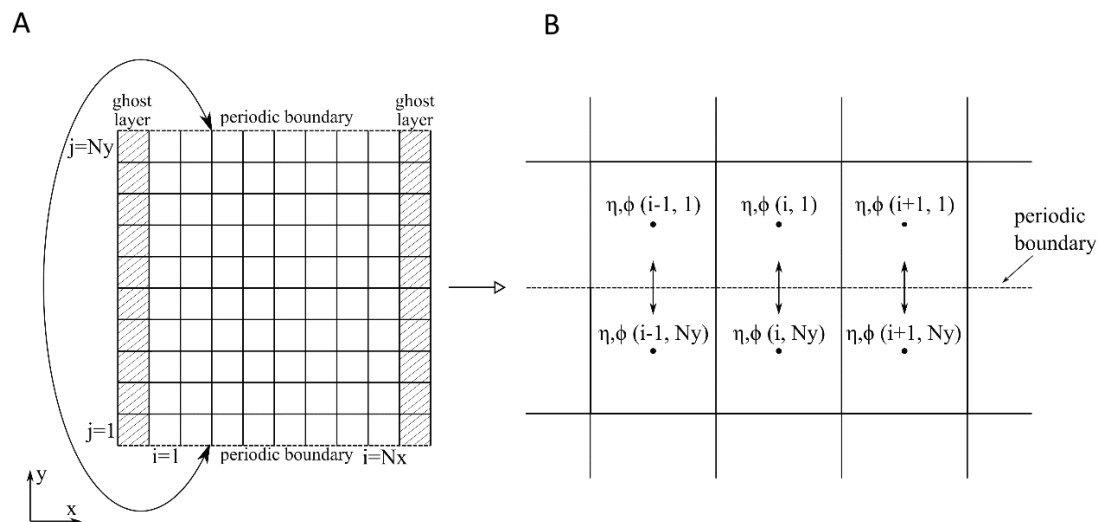 A
ghost
layer
periodic boundary
ghost
layer
j=Ny
j=1
i=1
periodic boundary
i=Nx
y
x
B
η,ϕ (i-1, 1)
η,ϕ (i, 1)
η,ϕ (i+1, 1)
periodic
boundary
η,ϕ (i-1, Ny)
η,ϕ (i, Ny)
η,ϕ (i+1, Ny)